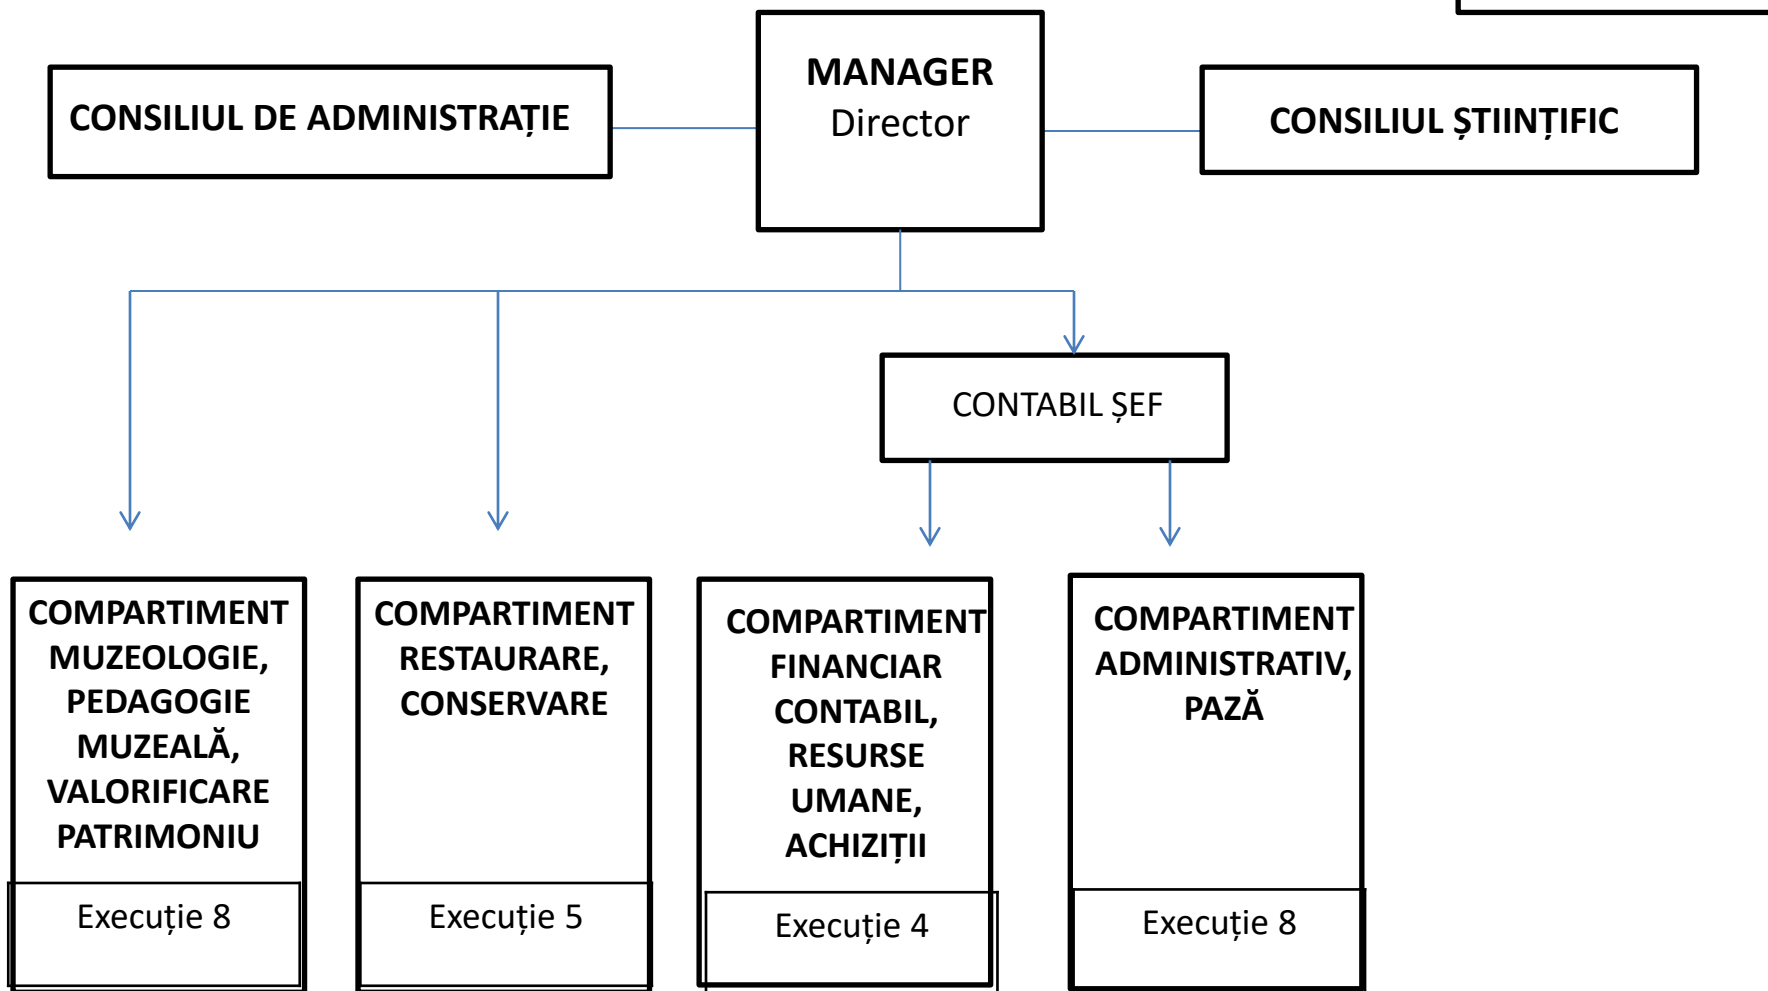 MANAGER
Director
CONSILIUL DE ADMINISTRAȚIE
CONSILIUL ȘTIINȚIFIC
CONTABIL ȘEF
COMPARTIMENT
MUZEOLOGIE,
PEDAGOGIE
MUZEALĂ,
VALORIFICARE
PATRIMONIU
Execuție 8
COMPARTIMENT
RESTAURARE,
CONSERVARE
Execuție 5
COMPARTIMENT
FINANCIAR
CONTABIL,
RESURSE
UMANE,
ACHIZIȚII
Execuție 4
COMPARTIMENT
ADMINISTRATIV,
PAZĂ
Execuție 8